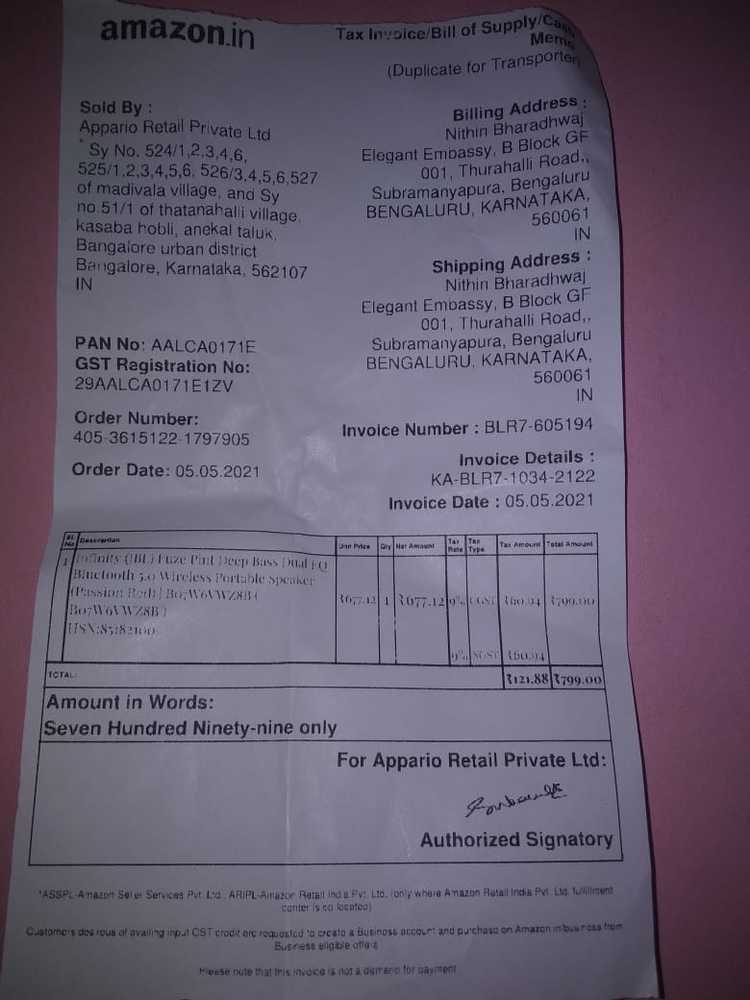 amazon.in
Tax Invoice/Bill of Supply/Cash
Memo
(Duplicate for Transporter)
Sold By :
Appario Retail Private Ltd
* Sy No. 524/1,2,3,4,6,
525/1,2,3,4,5,6, 526/3,4,5,6,527
of madivala village, and Sy
no.51/1 of thatanahalli village,
kasaba hobli, anekal taluk,
Bangalore urban district
Bangalore, Karnataka, 562107
IN
Billing Address :
Nithin Bharadhwaj
Elegant Embassy, B Block GF
001, Thurahalli Road,,
Subramanyapura, Bengaluru
BENGALURU, KARNATAKA,
560061
IN
Shipping Address :
Nithin Bharadhwaj
Elegant Embassy, B Block GF
001, Thurahalli Road,,
Subramanyapura, Bengaluru
BENGALURU, KARNATAKA,
560061
IN
PAN No: AALCA0171E
GST Registration No:
29AALCA0171E1ZV
Order Number:
405-3615122-1797905
Order Date: 05.05.2021
Invoice Number : BLR7-605194
Invoice Details :
KA-BLR7-1034-2122
Invoice Date : 05.05.2021
Sl. No Description Unit Price Qty Net Amount Tax Rate Tax Type Tax Amount Total Amount
1 Infinity (JBL) Fuze Pint Deep Bass Dual EQ
Bluetooth 5.0 Wireless Portable Speaker
(Passion Red) | B07W6VWZ8B (
B07W6VWZ8B )
HSN:85182100
₹677.12 1 ₹677.12 9% CGST ₹60.94 ₹799.00
9% SGST ₹60.94
TOTAL: ₹121.88 ₹799.00
Amount in Words:
Seven Hundred Ninety-nine only
For Appario Retail Private Ltd:
Authorized Signatory
*ASSPL-Amazon Seller Services Pvt. Ltd., ARIPL-Amazon Retail India Pvt. Ltd. (only where Amazon Retail India Pvt. Ltd. fulfillment
center is co-located)
Customers desirous of availing input GST credit are requested to create a Business account and purchase on Amazon.in/business from
Business eligible offers
Please note that this invoice is not a demand for payment